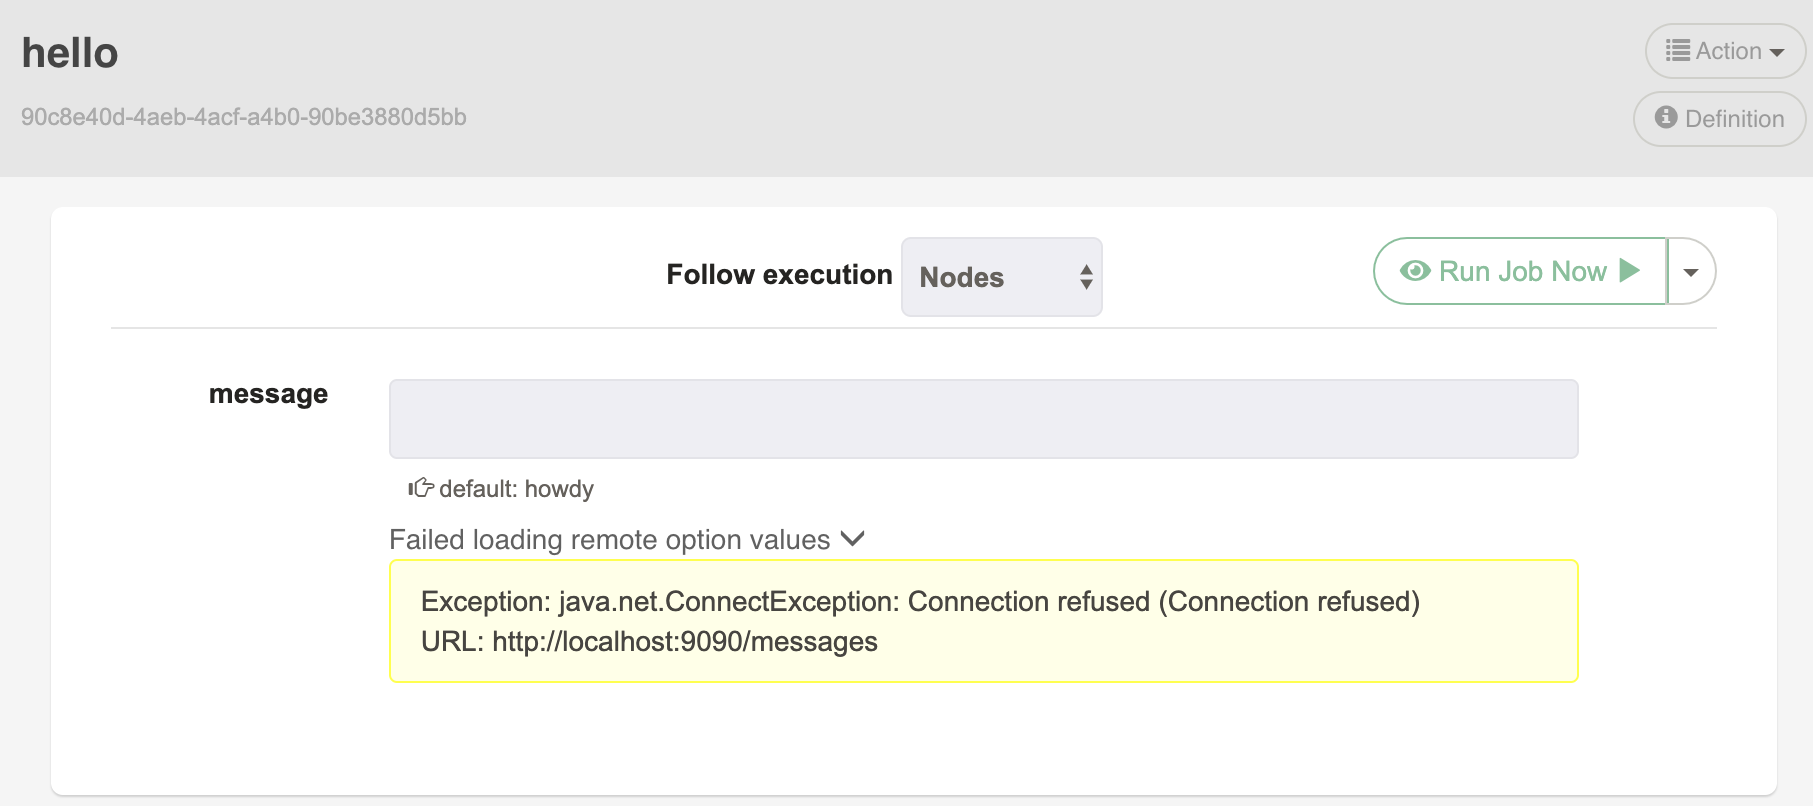 hello
Action
90c8e40d-4aeb-4acf-a4b0-90be3880d5bb
Definition
Follow execution Nodes Run Job Now
message
default: howdy
Failed loading remote option values
Exception: java.net.ConnectException: Connection refused (Connection refused)
URL: http://localhost:9090/messages